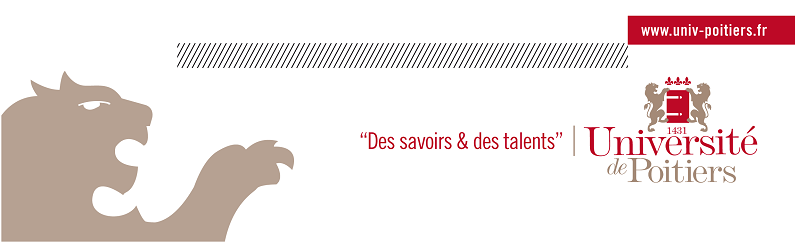 www.univ-poitiers.fr
“Des savoirs & des talents”
1431
Université
de Poitiers